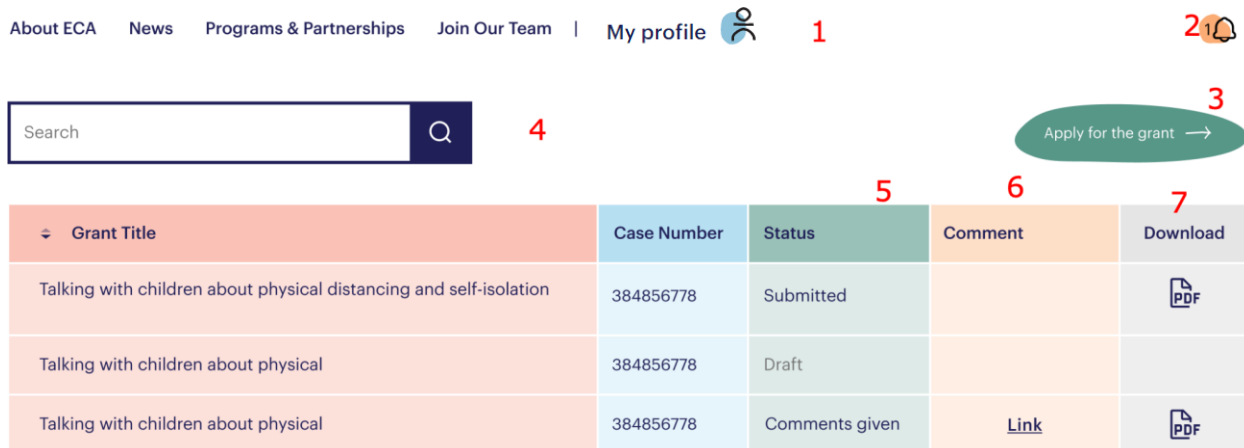 About ECA News Programs & Partnerships Join Our Team | My profile 1 2 1
3
Search 4 Apply for the grant →
5 6 7
Grant Title Case Number Status Comment Download
Talking with children about physical distancing and self-isolation 384856778 Submitted PDF
Talking with children about physical 384856778 Draft
Talking with children about physical 384856778 Comments given Link PDF